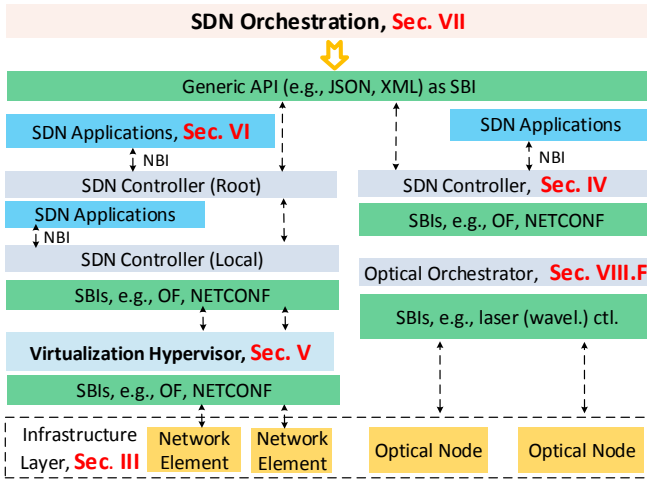 SDN Orchestration, Sec. VII
Generic API (e.g., JSON, XML) as SBI
SDN Applications, Sec. VI
NBI
SDN Controller (Root)
SDN Applications
NBI
SDN Controller (Local)
SBIs, e.g., OF, NETCONF
Virtualization Hypervisor, Sec. V
SBIs, e.g., OF, NETCONF
SDN Applications
NBI
SDN Controller, Sec. IV
SBIs, e.g., OF, NETCONF
Optical Orchestrator, Sec. VIII.F
SBIs, e.g., laser (wavel.) ctl.
Infrastructure
Layer, Sec. III
Network
Element
Network
Element
Optical Node
Optical Node